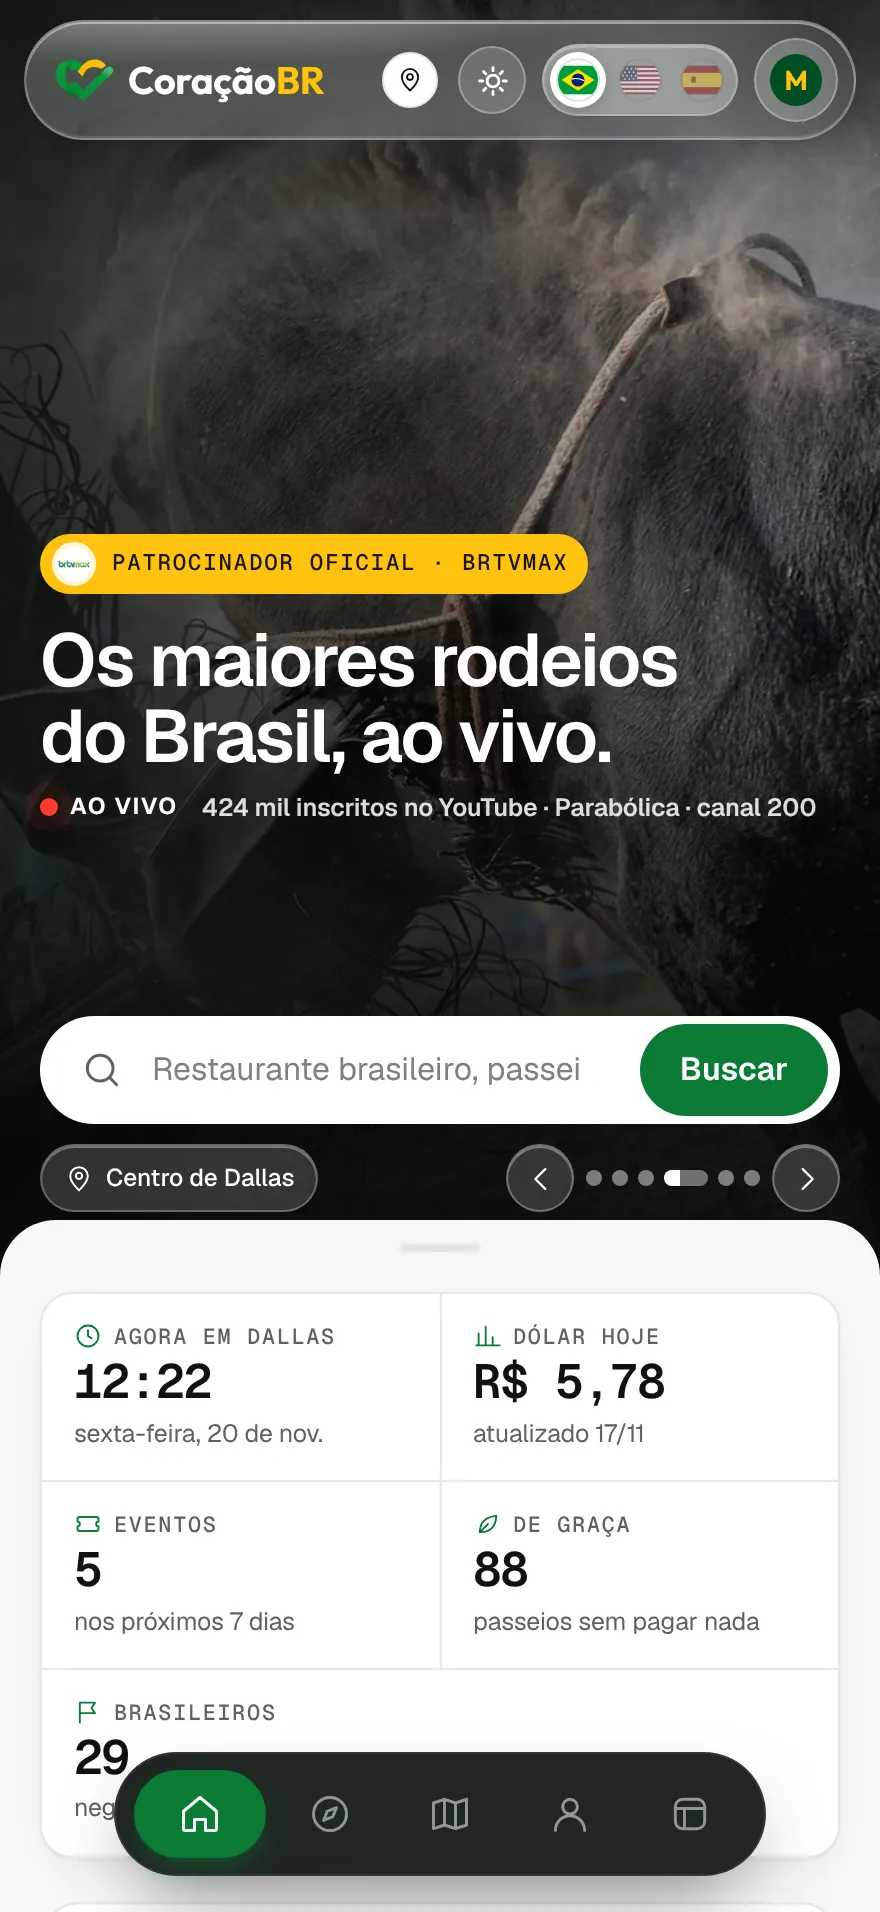 CoraçãoBR
M
brtvmax
PATROCINADOR OFICIAL · BRTVMAX
Os maiores rodeios
do Brasil, ao vivo.
AO VIVO 424 mil inscritos no YouTube · Parabólica · canal 200
Restaurante brasileiro, passei
Buscar
Centro de Dallas
AGORA EM DALLAS
12:22
sexta-feira, 20 de nov.
DÓLAR HOJE
R$ 5,78
atualizado 17/11
EVENTOS
5
nos próximos 7 dias
DE GRAÇA
88
passeios sem pagar nada
BRASILEIROS
29
neg